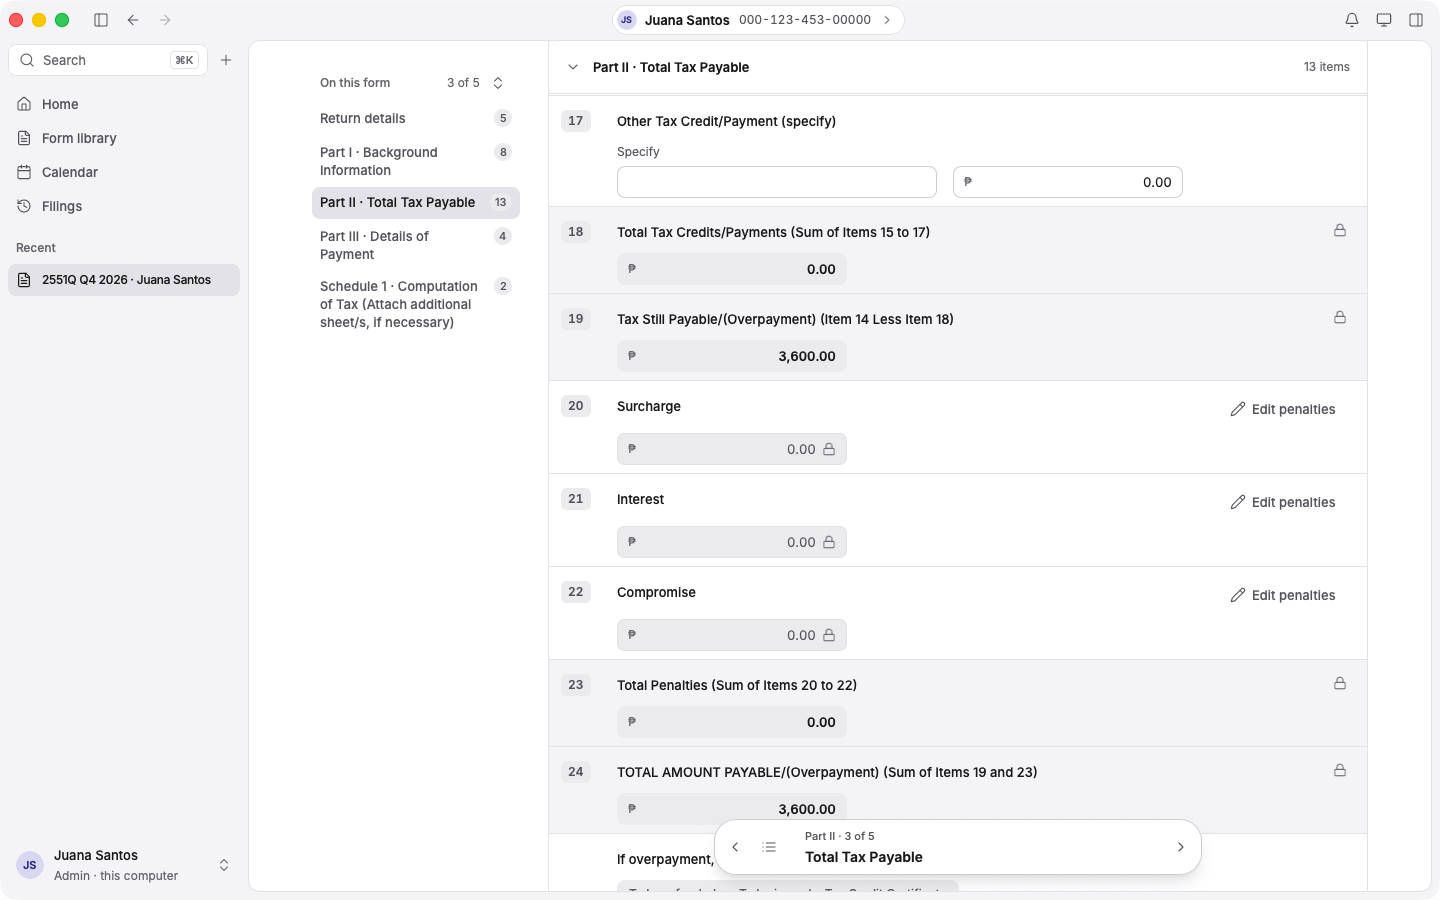 JS Juana Santos 000-123-453-00000
Search ⌘K
Home
Form library
Calendar
Filings
Recent
2551Q Q4 2026 · Juana Santos
JS Juana Santos
Admin · this computer
On this form 3 of 5
Return details 5
Part I · Background 8
Information
Part II · Total Tax Payable 13
Part III · Details of 4
Payment
Schedule 1 · Computation 2
of Tax (Attach additional
sheet/s, if necessary)
Part II · Total Tax Payable 13 items
17 Other Tax Credit/Payment (specify)
Specify
₱ 0.00
18 Total Tax Credits/Payments (Sum of Items 15 to 17)
₱ 0.00
19 Tax Still Payable/(Overpayment) (Item 14 Less Item 18)
₱ 3,600.00
20 Surcharge Edit penalties
₱ 0.00
21 Interest Edit penalties
₱ 0.00
22 Compromise Edit penalties
₱ 0.00
23 Total Penalties (Sum of Items 20 to 22)
₱ 0.00
24 TOTAL AMOUNT PAYABLE/(Overpayment) (Sum of Items 19 and 23)
₱ 3,600.00
If overpayment,
Part II · 3 of 5
Total Tax Payable